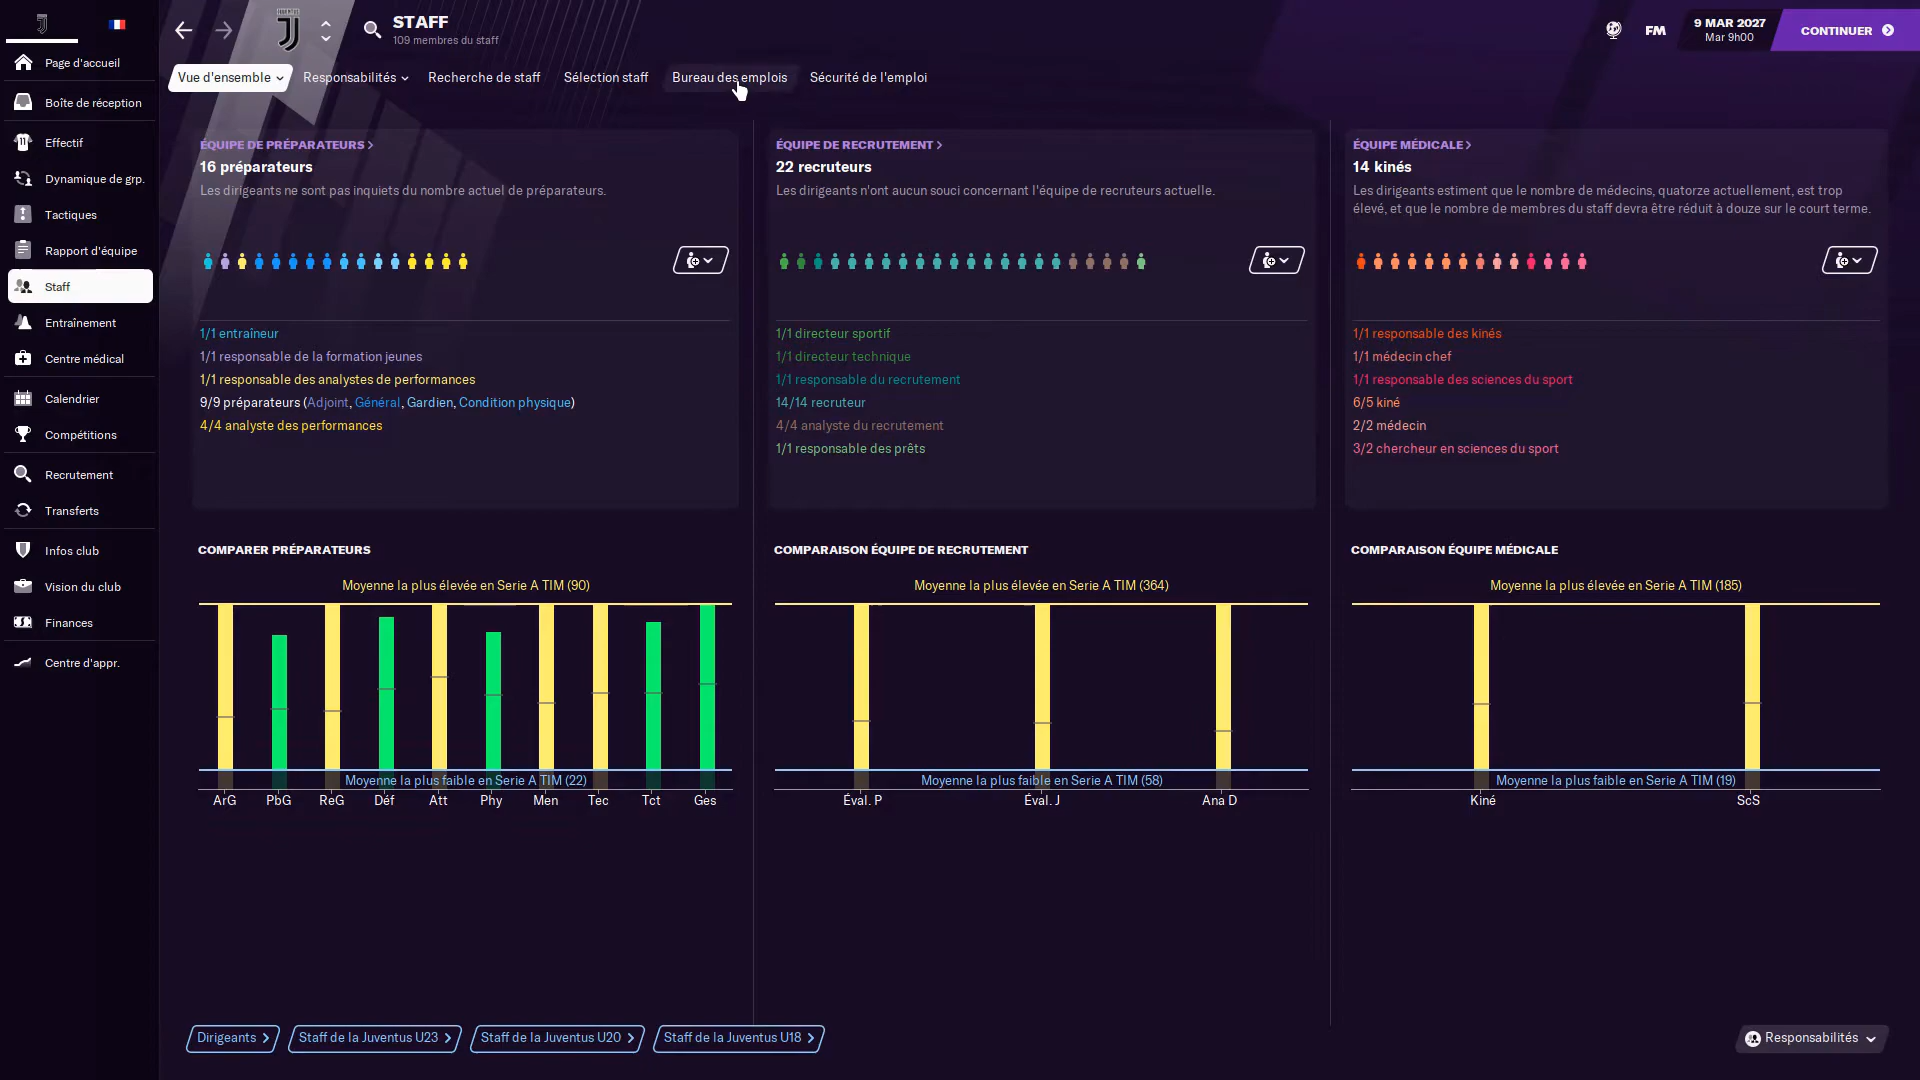 STAFF
109 membres du staff
FM
9 MAR 2027
Mar 9h00
CONTINUER
Vue d'ensemble
Responsabilités
Recherche de staff
Sélection staff
Bureau des emplois
Sécurité de l'emploi
Page d'accueil
Boîte de réception
Effectif
Dynamique de grp.
Tactiques
Rapport d'équipe
Staff
Entraînement
Centre médical
Calendrier
Compétitions
Recrutement
Transferts
Infos club
Vision du club
Finances
Centre d'appr.
ÉQUIPE DE PRÉPARATEURS
16 préparateurs
Les dirigeants ne sont pas inquiets du nombre actuel de préparateurs.
1/1 entraîneur
1/1 responsable de la formation jeunes
1/1 responsable des analystes de performances
9/9 préparateurs (Adjoint, Général, Gardien, Condition physique)
4/4 analyste des performances
ÉQUIPE DE RECRUTEMENT
22 recruteurs
Les dirigeants n'ont aucun souci concernant l'équipe de recruteurs actuelle.
1/1 directeur sportif
1/1 directeur technique
1/1 responsable du recrutement
14/14 recruteur
4/4 analyste du recrutement
1/1 responsable des prêts
ÉQUIPE MÉDICALE
14 kinés
Les dirigeants estiment que le nombre de médecins, quatorze actuellement, est trop
élevé, et que le nombre de membres du staff devra être réduit à douze sur le court terme.
1/1 responsable des kinés
1/1 médecin chef
1/1 responsable des sciences du sport
6/5 kiné
2/2 médecin
3/2 chercheur en sciences du sport
COMPARER PRÉPARATEURS
Moyenne la plus élevée en Serie A TIM (90)
Moyenne la plus faible en Serie A TIM (22)
ArG PbG ReG Déf Att Phy Men Tec Tct Ges
COMPARAISON ÉQUIPE DE RECRUTEMENT
Moyenne la plus élevée en Serie A TIM (364)
Moyenne la plus faible en Serie A TIM (58)
Éval. P Éval. J Ana D
COMPARAISON ÉQUIPE MÉDICALE
Moyenne la plus élevée en Serie A TIM (185)
Moyenne la plus faible en Serie A TIM (19)
Kiné ScS
Dirigeants
Staff de la Juventus U23
Staff de la Juventus U20
Staff de la Juventus U18
Responsabilités